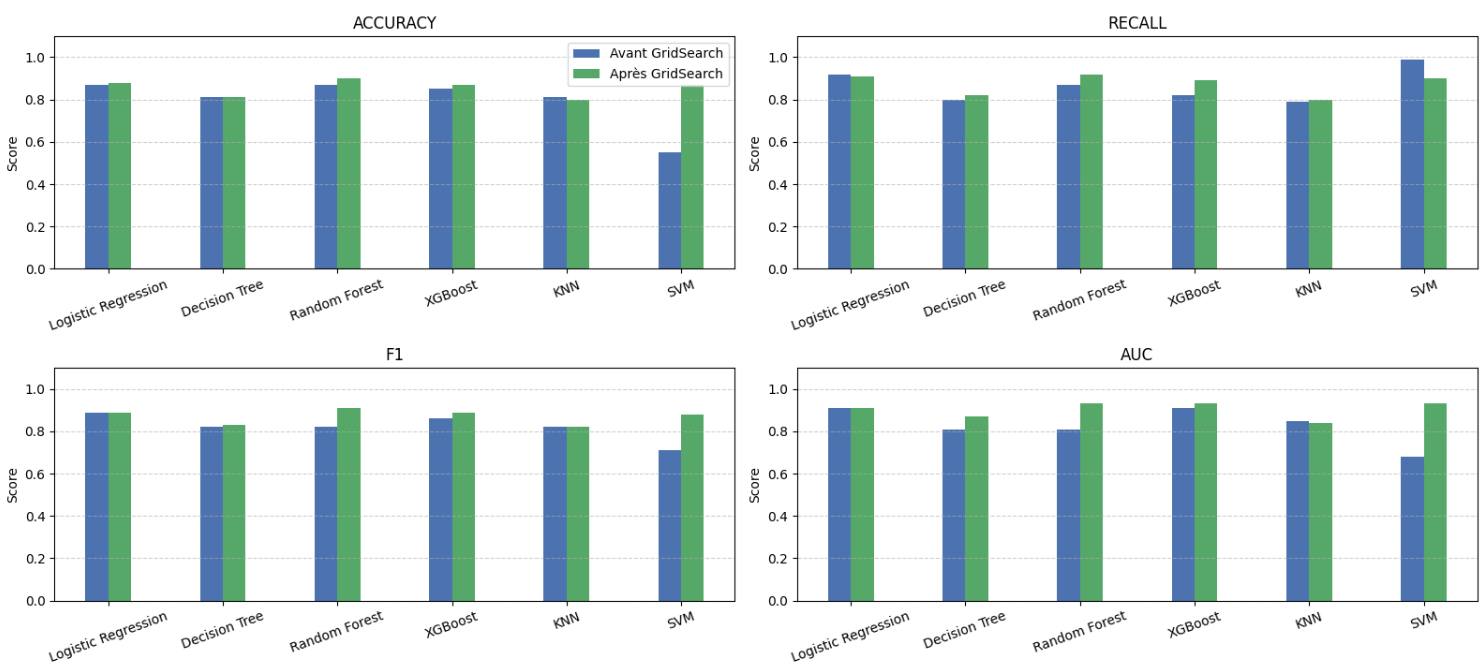 ACCURACY
Score
1.0
0.8
0.6
0.4
0.2
0.0
Avant GridSearch
Après GridSearch
Logistic Regression
Decision Tree
Random Forest
XGBoost
KNN
SVM
RECALL
Score
1.0
0.8
0.6
0.4
0.2
0.0
Logistic Regression
Decision Tree
Random Forest
XGBoost
KNN
SVM
F1
Score
1.0
0.8
0.6
0.4
0.2
0.0
Logistic Regression
Decision Tree
Random Forest
XGBoost
KNN
SVM
AUC
Score
1.0
0.8
0.6
0.4
0.2
0.0
Logistic Regression
Decision Tree
Random Forest
XGBoost
KNN
SVM